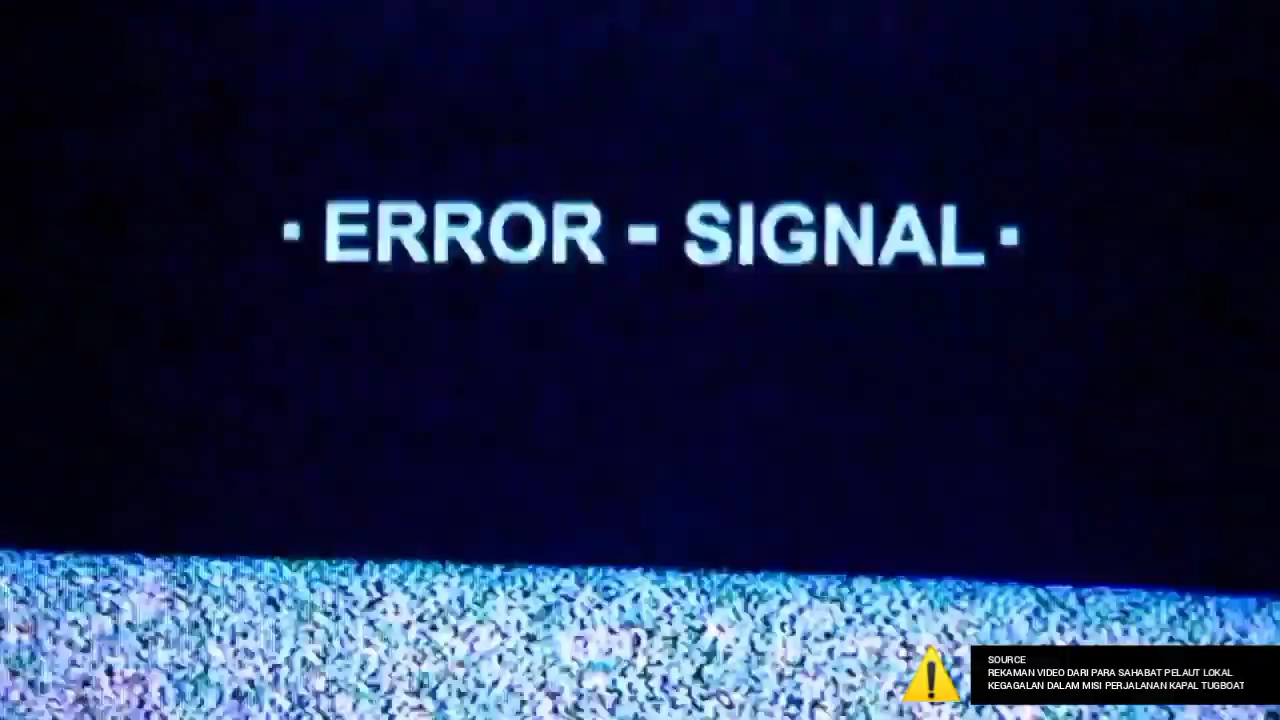 · ERROR - SIGNAL ·
SOURCE
REKAMAN VIDEO DARI PARA SAHABAT PELAUT LOKAL
KEGAGALAN DALAM MISI PERJALANAN KAPAL TUGBOAT